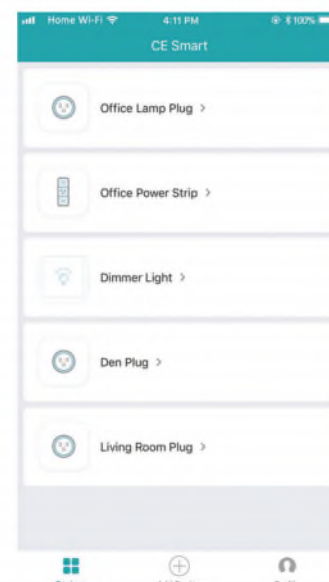 Home Wi-Fi 4:11 PM 100%
CE Smart
Office Lamp Plug >
Office Power Strip >
Dimmer Light >
Den Plug >
Living Room Plug >